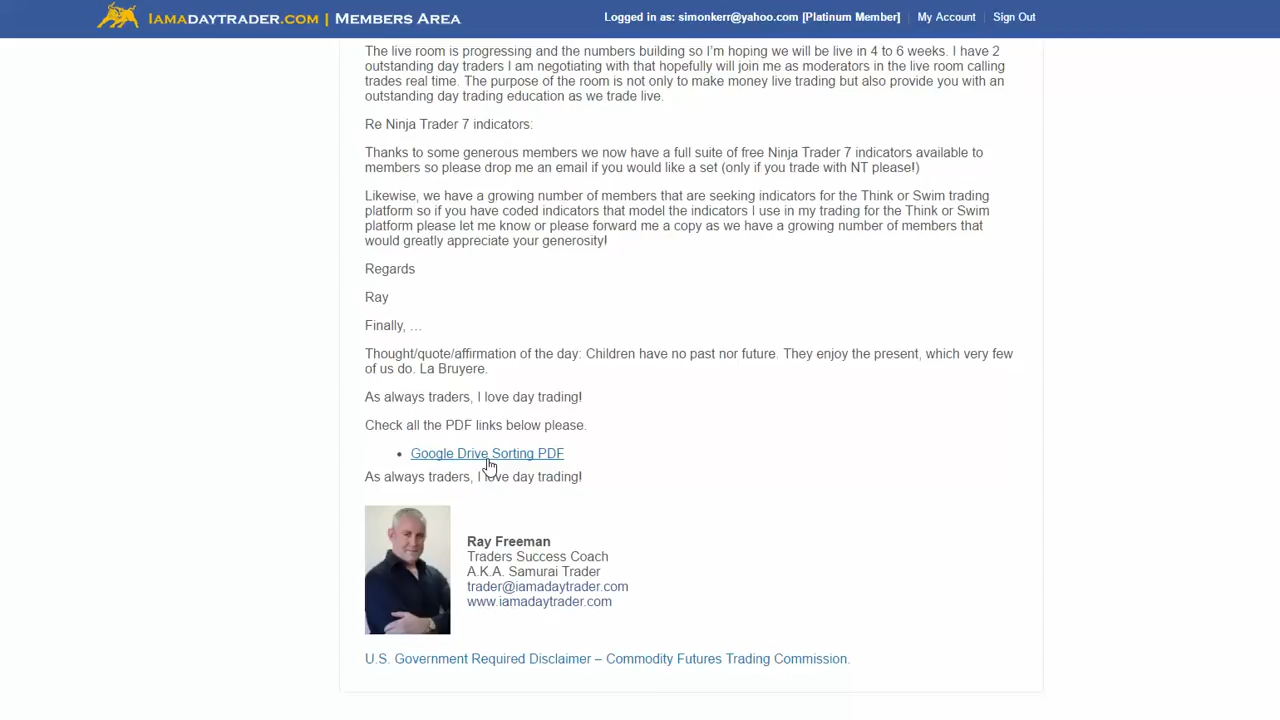 IAMADAYTRADER.COM | MEMBERS AREA
Logged in as: simonkerr@yahoo.com [Platinum Member] | My Account | Sign Out
The live room is progressing and the numbers building so I'm hoping we will be live in 4 to 6 weeks. I have 2
outstanding day traders I am negotiating with that hopefully will join me as moderators in the live room calling
trades real time. The purpose of the room is not only to make money live trading but also provide you with an
outstanding day trading education as we trade live.
Re Ninja Trader 7 indicators:
Thanks to some generous members we now have a full suite of free Ninja Trader 7 indicators available to
members so please drop me an email if you would like a set (only if you trade with NT please!)
Likewise, we have a growing number of members that are seeking indicators for the Think or Swim trading
platform so if you have coded indicators that model the indicators I use in my trading for the Think or Swim
platform please let me know or please forward me a copy as we have a growing number of members that
would greatly appreciate your generosity!
Regards
Ray
Finally, …
Thought/quote/affirmation of the day: Children have no past nor future. They enjoy the present, which very few
of us do. La Bruyere.
As always traders, I love day trading!
Check all the PDF links below please.
• Google Drive Sorting PDF
As always traders, I love day trading!
Ray Freeman
Traders Success Coach
A.K.A. Samurai Trader
trader@iamadaytrader.com
www.iamadaytrader.com
U.S. Government Required Disclaimer – Commodity Futures Trading Commission.